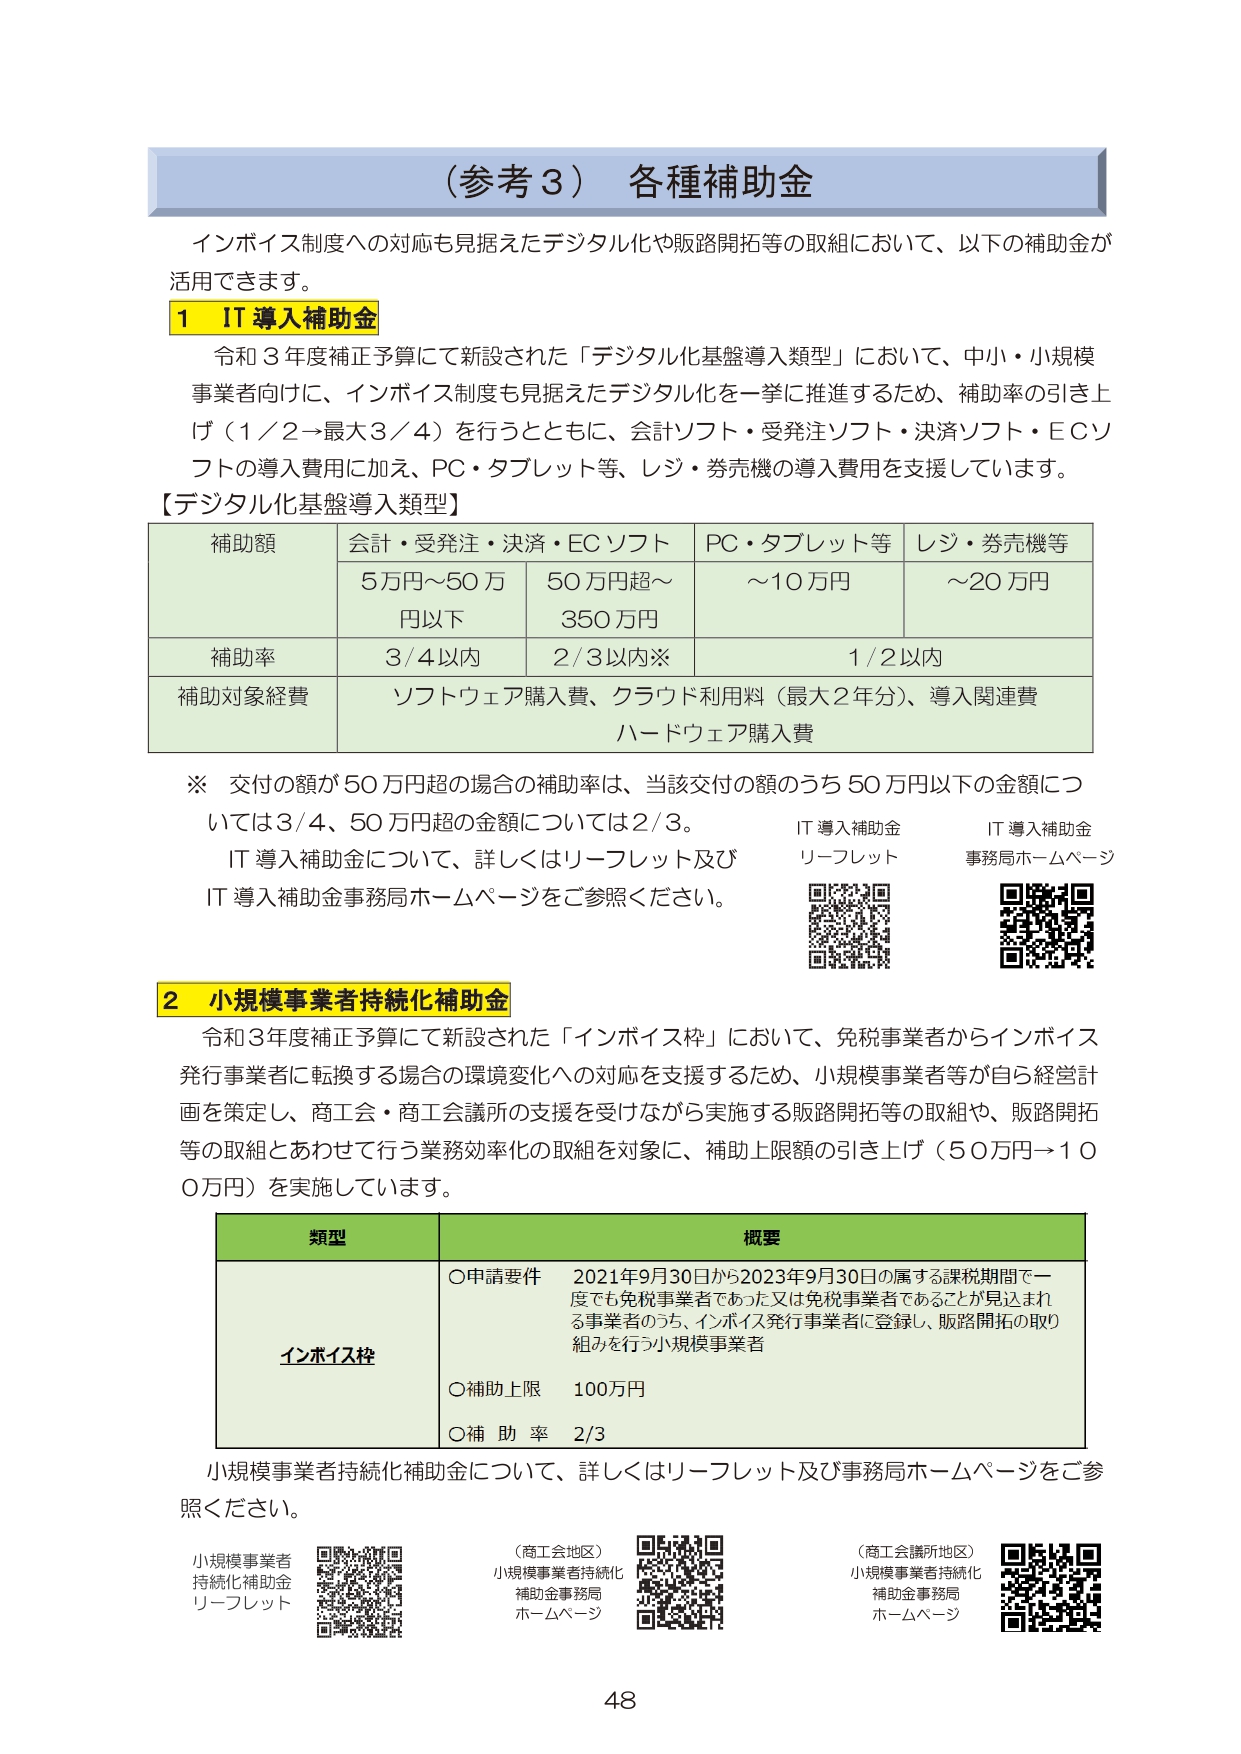 （参考３）　各種補助金
インボイス制度への対応も見据えたデジタル化や販路開拓等の取組において、以下の補助金が
活用できます。
１　IT 導入補助金
令和３年度補正予算にて新設された「デジタル化基盤導入類型」において、中小・小規模
事業者向けに、インボイス制度も見据えたデジタル化を一挙に推進するため、補助率の引き上
げ（１／２→最大３／４）を行うとともに、会計ソフト・受発注ソフト・決済ソフト・ＥＣソ
フトの導入費用に加え、PC・タブレット等、レジ・券売機の導入費用を支援しています。
【デジタル化基盤導入類型】
補助額　会計・受発注・決済・EC ソフト　PC・タブレット等　レジ・券売機等
５万円～50 万　50 万円超～　～10 万円　～20 万円
円以下　350 万円
補助率　３/４以内　２/３以内※　１/２以内
補助対象経費　ソフトウェア購入費、クラウド利用料（最大２年分）、導入関連費
ハードウェア購入費
※　交付の額が 50 万円超の場合の補助率は、当該交付の額のうち 50 万円以下の金額につ
いては３/４、50 万円超の金額については２/３。
IT 導入補助金について、詳しくはリーフレット及び
IT 導入補助金事務局ホームページをご参照ください。
IT 導入補助金
リーフレット
IT 導入補助金
事務局ホームページ
２　小規模事業者持続化補助金
令和３年度補正予算にて新設された「インボイス枠」において、免税事業者からインボイス
発行事業者に転換する場合の環境変化への対応を支援するため、小規模事業者等が自ら経営計
画を策定し、商工会・商工会議所の支援を受けながら実施する販路開拓等の取組や、販路開拓
等の取組とあわせて行う業務効率化の取組を対象に、補助上限額の引き上げ（５０万円→１０
０万円）を実施しています。
類型　概要
インボイス枠
○申請要件　2021年9月30日から2023年9月30日の属する課税期間で一
度でも免税事業者であった又は免税事業者であることが見込まれ
る事業者のうち、インボイス発行事業者に登録し、販路開拓の取り
組みを行う小規模事業者
○補助上限　100万円
○補　助　率　2/3
小規模事業者持続化補助金について、詳しくはリーフレット及び事務局ホームページをご参
照ください。
小規模事業者
持続化補助金
リーフレット
（商工会地区）
小規模事業者持続化
補助金事務局
ホームページ
（商工会議所地区）
小規模事業者持続化
補助金事務局
ホームページ
48